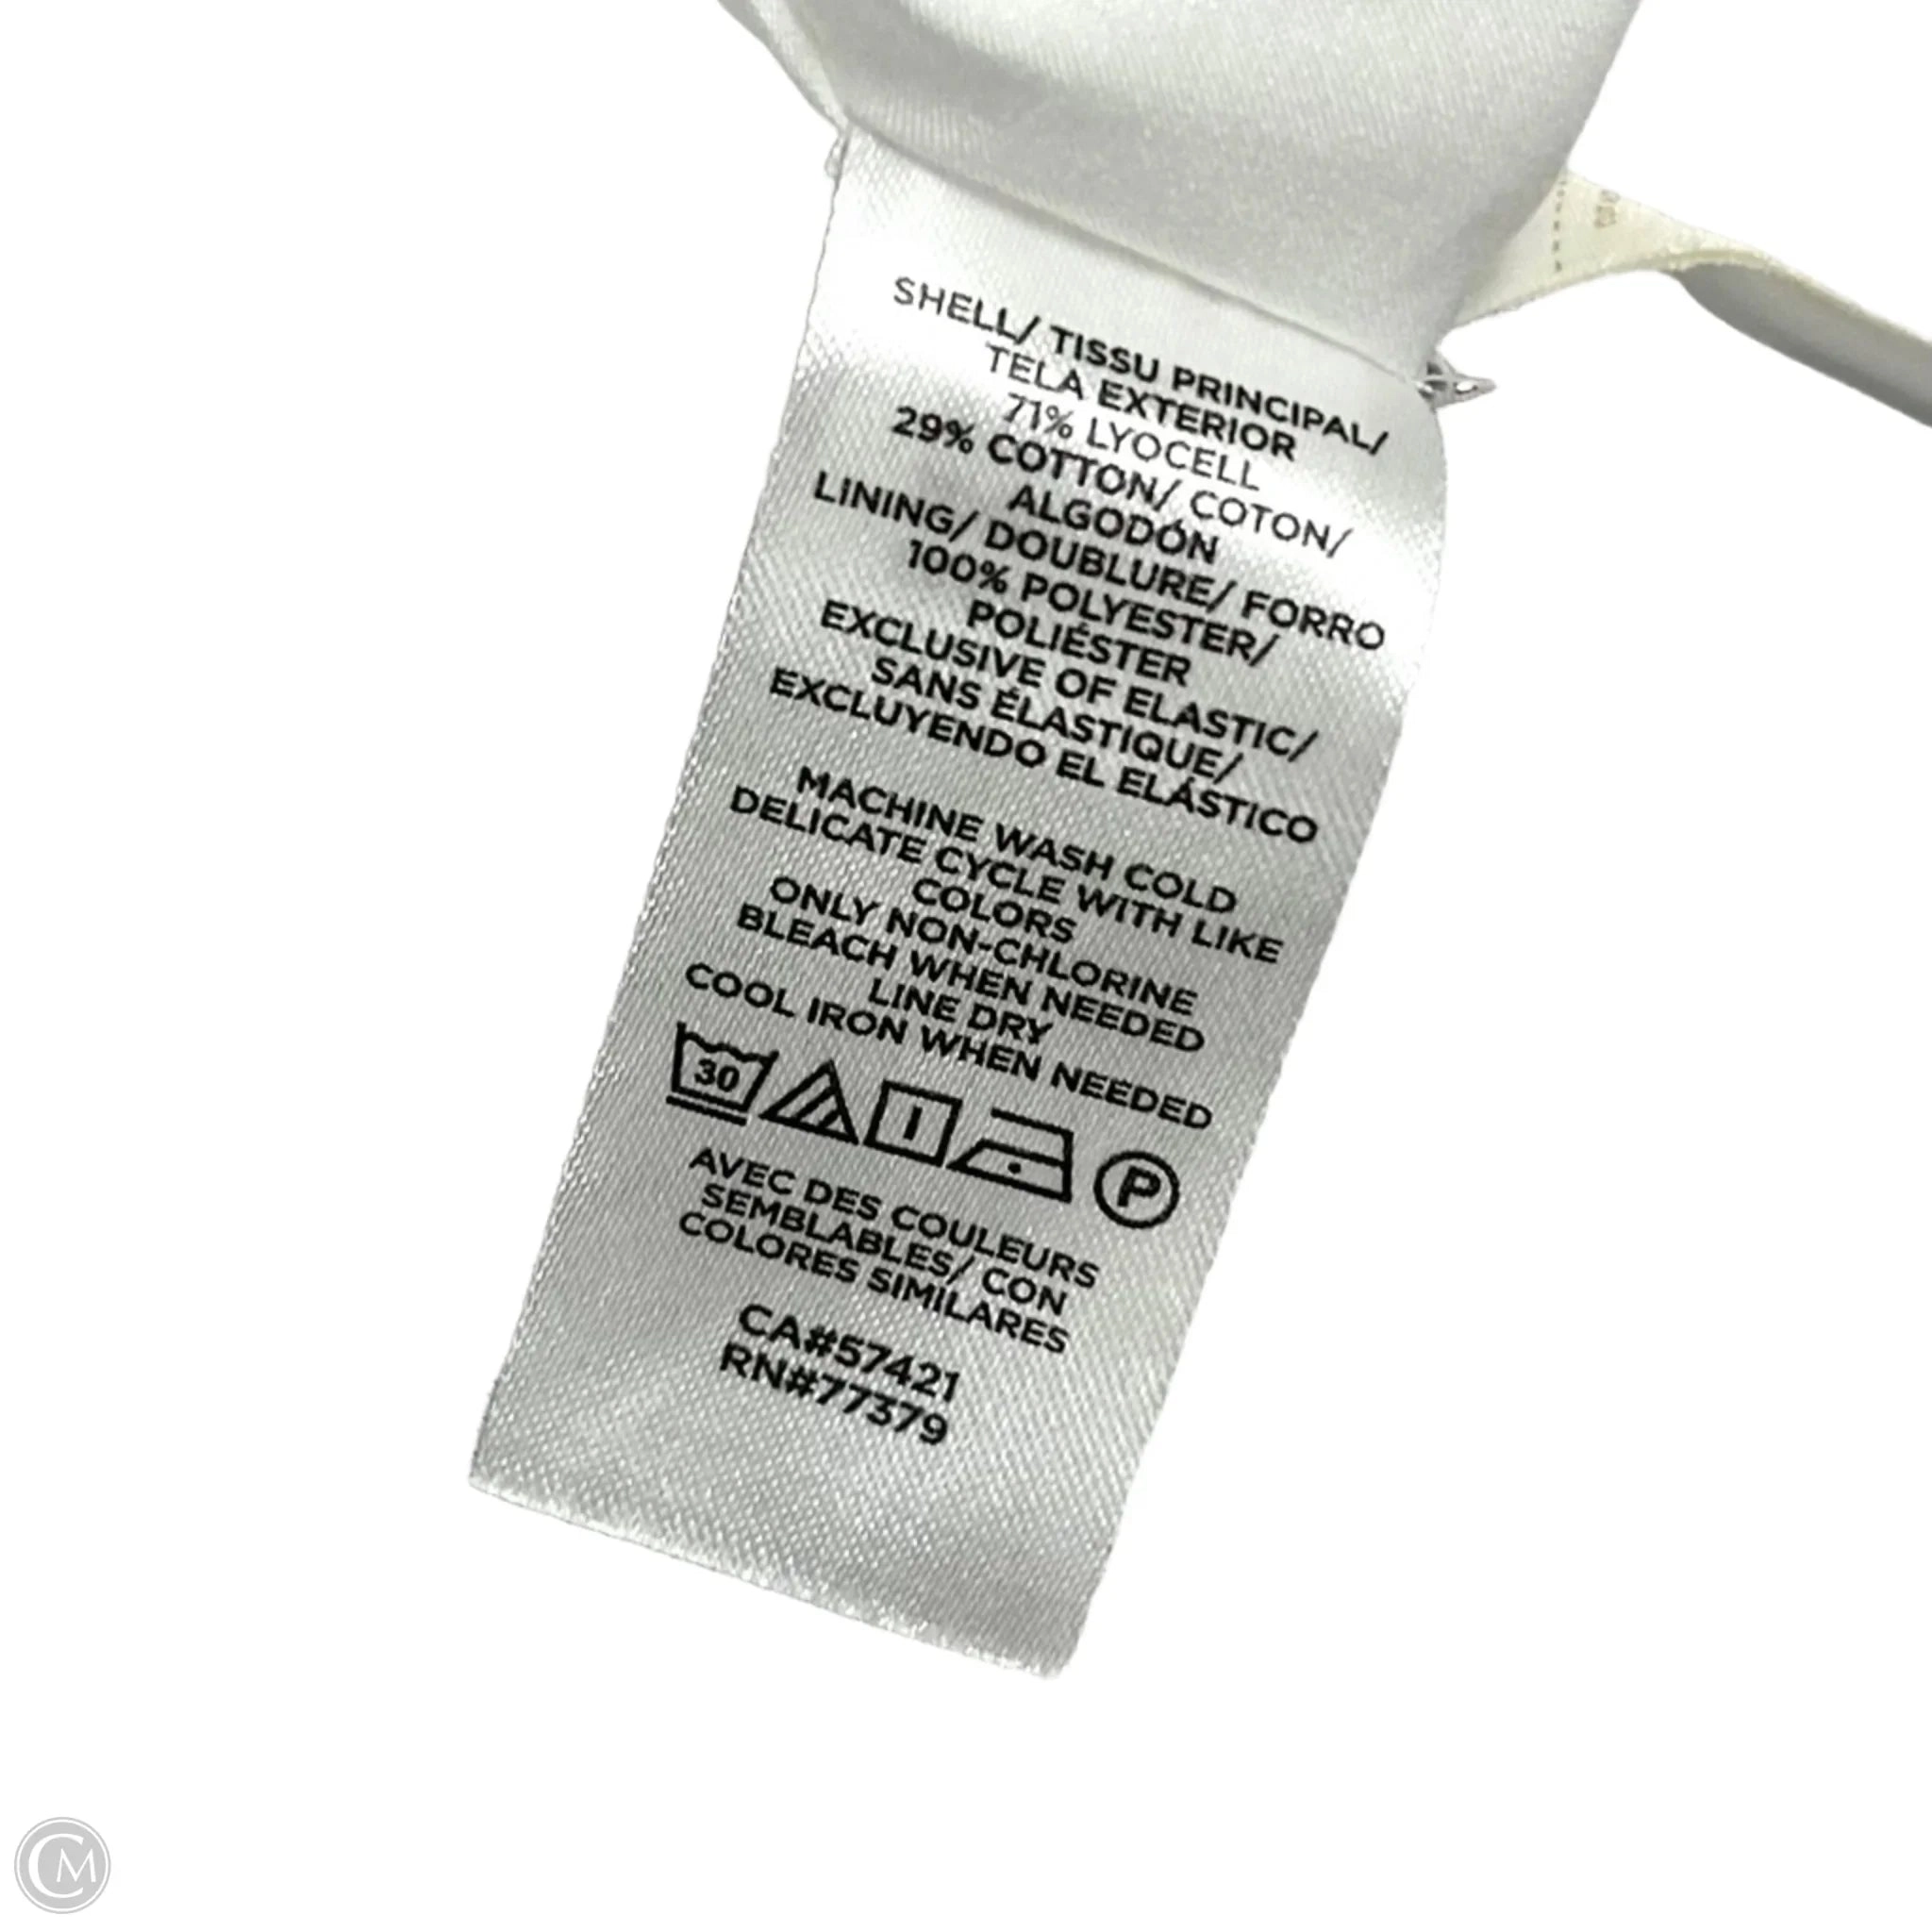 SHELL/ TISSU PRINCIPAL/
TELA EXTERIOR
71% LYOCELL
29% COTTON/ COTON/
ALGODÓN
LINING/ DOUBLURE/ FORRO
100% POLYESTER/
POLIÉSTER
EXCLUSIVE OF ELASTIC/
SANS ÉLASTIQUE/
EXCLUYENDO EL ELÁSTICO
MACHINE WASH COLD
DELICATE CYCLE WITH LIKE
COLORS
ONLY NON-CHLORINE
BLEACH WHEN NEEDED
LINE DRY
COOL IRON WHEN NEEDED
30 P
AVEC DES COULEURS
SEMBLABLES/ CON
COLORES SIMILARES
CA#57421
RN#77379
CM